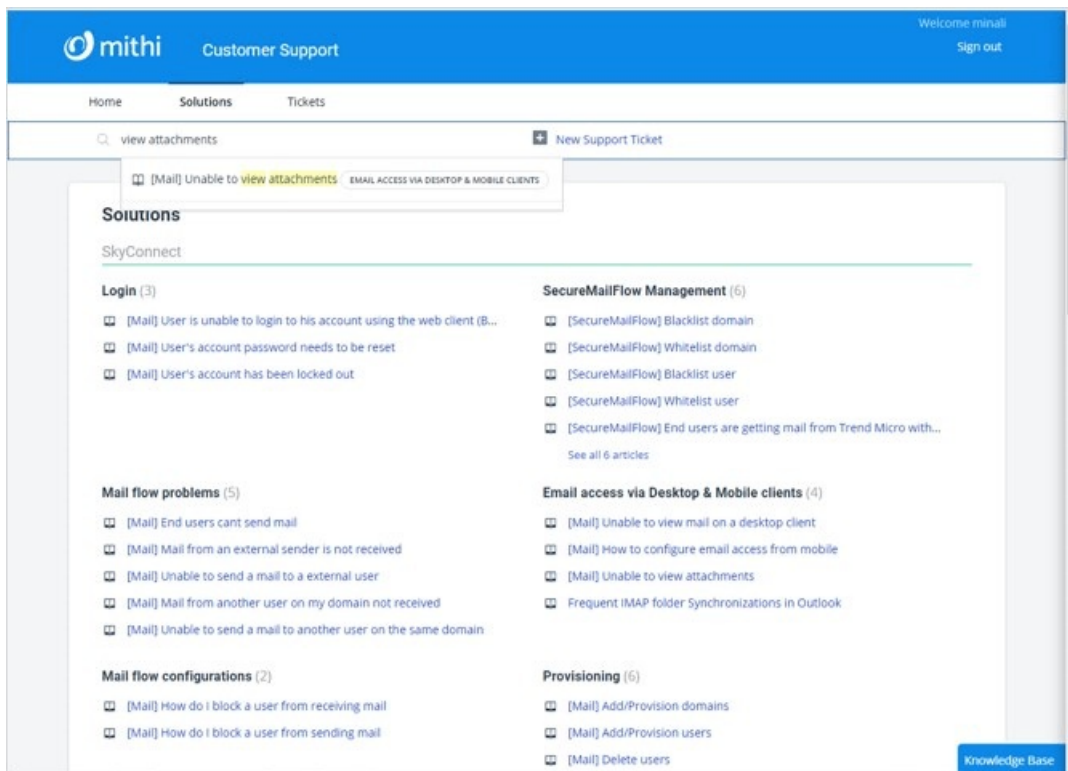 Welcome minali
mithi Customer Support
Sign out
Home Solutions Tickets
view attachments
New Support Ticket
[Mail] Unable to view attachments EMAIL ACCESS VIA DESKTOP & MOBILE CLIENTS
Solutions
SkyConnect
Login (3)
[Mail] User is unable to login to his account using the web client (B...
[Mail] User's account password needs to be reset
[Mail] User's account has been locked out
SecureMailFlow Management (6)
[SecureMailFlow] Blacklist domain
[SecureMailFlow] Whitelist domain
[SecureMailFlow] Blacklist user
[SecureMailFlow] Whitelist user
[SecureMailFlow] End users are getting mail from Trend Micro with...
See all 6 articles
Mail flow problems (5)
[Mail] End users cant send mail
[Mail] Mail from an external sender is not received
[Mail] Unable to send a mail to a external user
[Mail] Mail from another user on my domain not received
[Mail] Unable to send a mail to another user on the same domain
Email access via Desktop & Mobile clients (4)
[Mail] Unable to view mail on a desktop client
[Mail] How to configure email access from mobile
[Mail] Unable to view attachments
Frequent IMAP folder Synchronizations in Outlook
Mail flow configurations (2)
[Mail] How do I block a user from receiving mail
[Mail] How do I block a user from sending mail
Provisioning (6)
[Mail] Add/Provision domains
[Mail] Add/Provision users
[Mail] Delete users
Knowledge Base